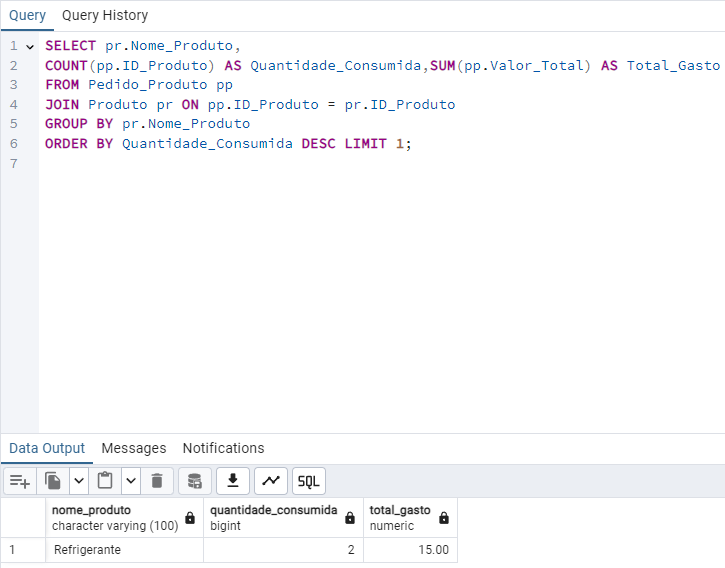 Query Query History
1 SELECT pr.Nome_Produto,
2 COUNT(pp.ID_Produto) AS Quantidade_Consumida,SUM(pp.Valor_Total) AS Total_Gasto
3 FROM Pedido_Produto pp
4 JOIN Produto pr ON pp.ID_Produto = pr.ID_Produto
5 GROUP BY pr.Nome_Produto
6 ORDER BY Quantidade_Consumida DESC LIMIT 1;
7
Data Output Messages Notifications
SQL
nome_produto quantidade_consumida total_gasto
character varying (100) bigint numeric
1 Refrigerante 2 15.00